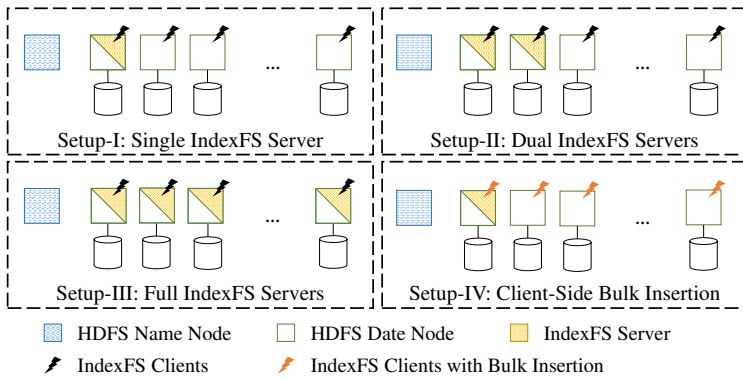 ...
...
Setup-I: Single IndexFS Server
Setup-II: Dual IndexFS Servers
...
...
Setup-III: Full IndexFS Servers
Setup-IV: Client-Side Bulk Insertion
HDFS Name Node
HDFS Date Node
IndexFS Server
IndexFS Clients
IndexFS Clients with Bulk Insertion